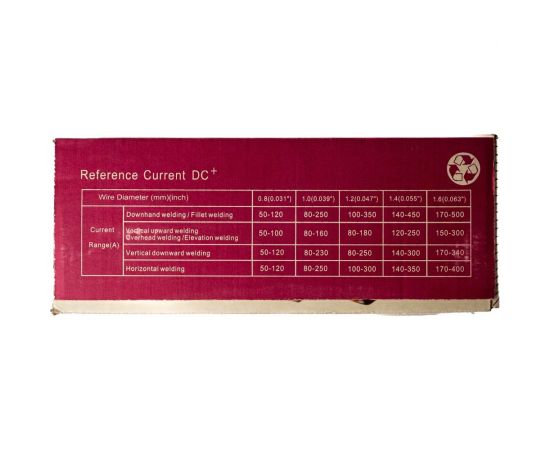 Reference Current DC+
Wire Diameter (mm)(inch) 0.8(0.031") 1.0(0.039") 1.2(0.047") 1.4(0.055") 1.6(0.063")
Current Range(A)
Downhand welding / Fillet welding 50-120 80-250 100-350 140-450 170-500
Vertical upward welding
Overhead welding /Elevation welding 50-100 80-160 80-180 120-250 150-300
Vertical downward welding 50-120 80-230 80-250 140-300 170-340
Horizontal welding 50-120 80-250 100-300 140-350 170-400